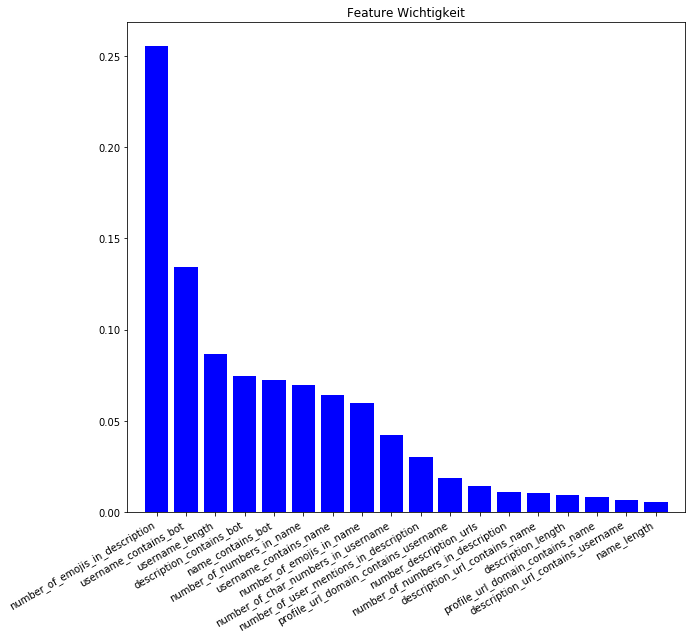 Feature Wichtigkeit
0.25
0.20
0.15
0.10
0.05
0.00
number_of_emojis_in_description
username_contains_bot
username_length
description_contains_bot
name_contains_bot
number_of_numbers_in_name
username_contains_name
number_of_emojis_in_name
number_of_char_numbers_in_username
number_of_user_mentions_in_description
profile_url_domain_contains_username
number_description_urls
number_of_numbers_in_description
description_url_contains_name
description_length
profile_url_domain_contains_name
description_url_contains_username
name_length